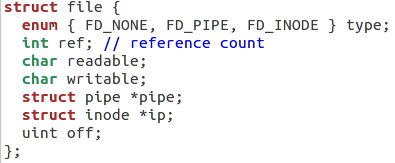 struct file {
  enum { FD_NONE, FD_PIPE, FD_INODE } type;
  int ref; // reference count
  char readable;
  char writable;
  struct pipe *pipe;
  struct inode *ip;
  uint off;
};